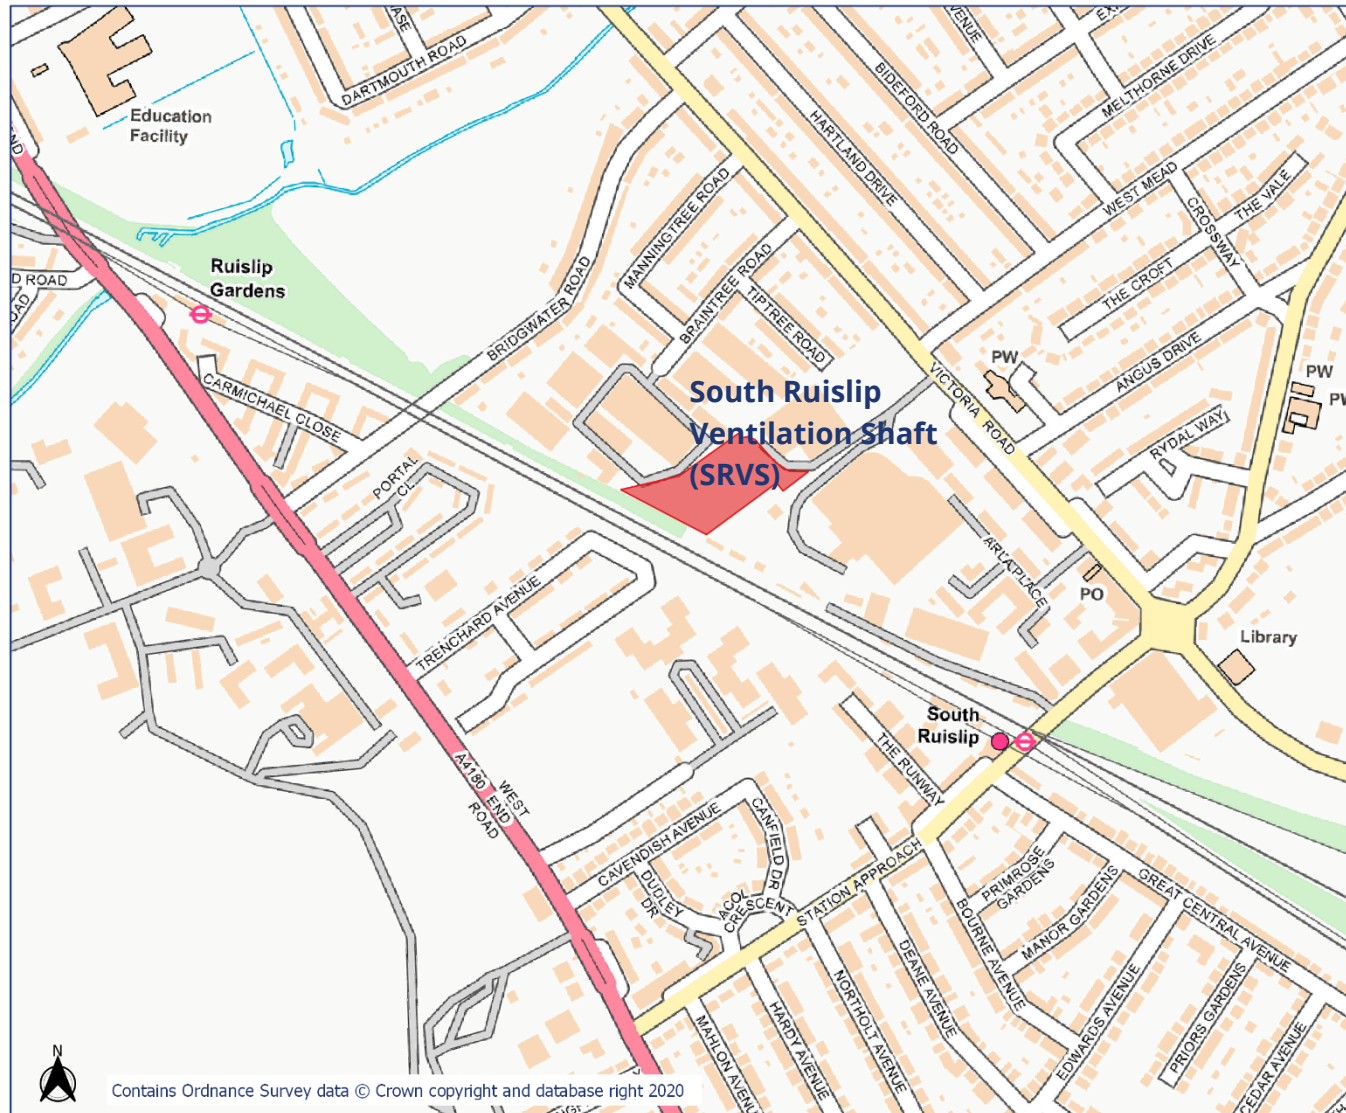 DARTMOUTH ROAD
Education
Facility
BIDEFORD ROAD
MELTHORNE DRIVE
HARTLAND DRIVE
WEST MEAD
CROSSWAY
THE VALE
THE CROFT
ANGUS DRIVE
Ruislip
Gardens
D ROAD
MANNINGTREE ROAD
BRAINTREE ROAD
TIPTREE ROAD
BRIDGWATER ROAD
CARMICHAEL CLOSE
PORTAL
CL
VICTORIA ROAD
PW
PW
South Ruislip
Ventilation Shaft
(SRVS)
RYDAL WAY
ARLA PLACE
PO
Library
TRENCHARD AVENUE
South
Ruislip
THE RUNWAY
A4180 WEST
END
ROAD
CAVENDISH AVENUE
CANFIELD DR
DUDLEY
DR
ACOL
CRESCENT
STATION APPROACH
PRIMROSE
GARDENS
MANOR GARDENS
GREAT CENTRAL AVENUE
BOURNE AVENUE
DEANE AVENUE
NORTHOLT AVENUE
HARDY AVENUE
MAHLON AVENUE
EDWARDS AVENUE
PRIORS GARDENS
CEDAR AVENUE
N
Contains Ordnance Survey data © Crown copyright and database right 2020